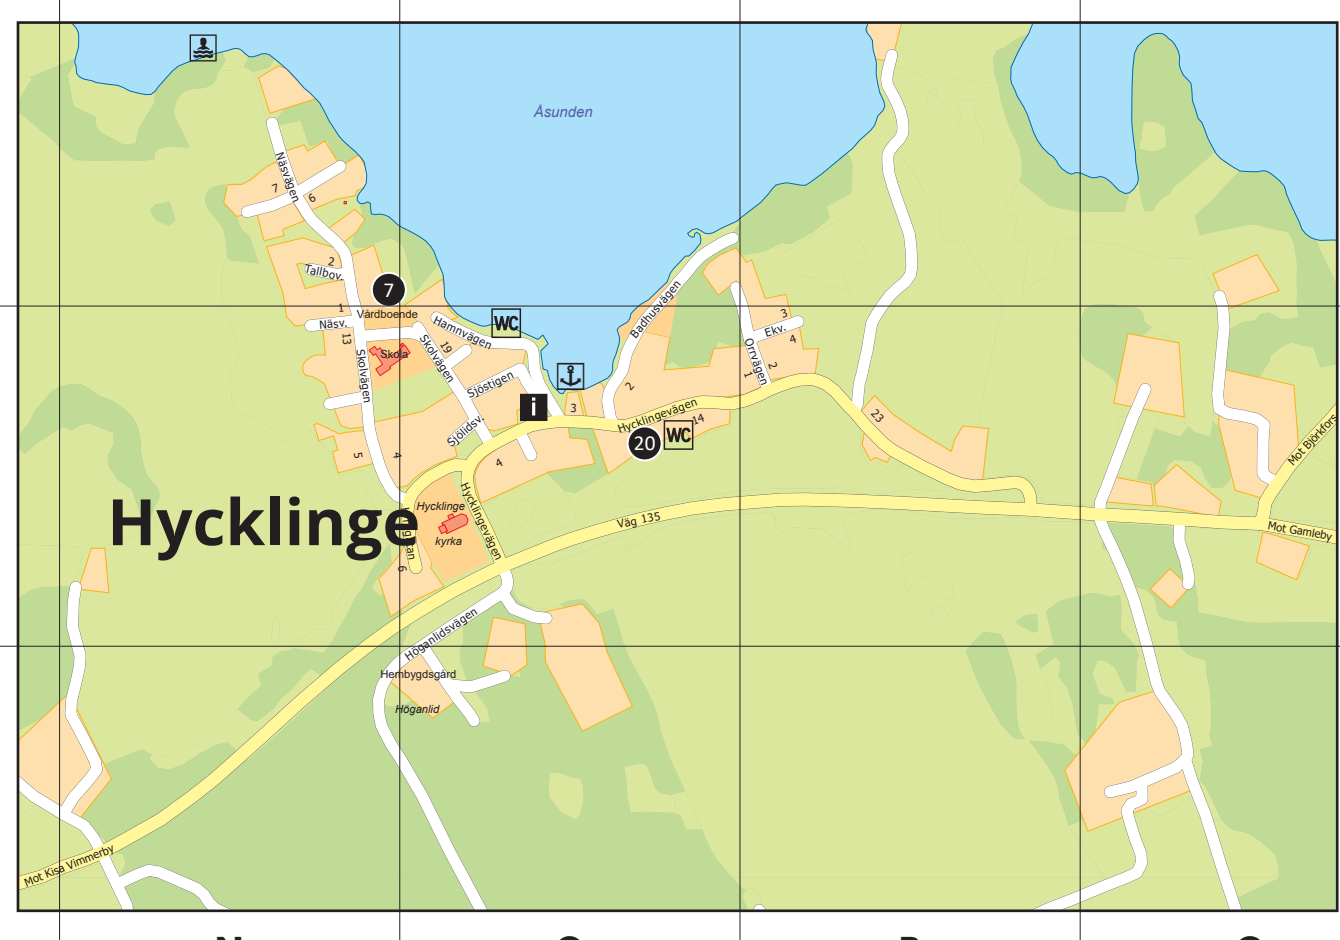 Åsunden
Näsvägen
7
6
2
Tallbov.
7
1
Vårdboende
Näsv.
13
Skola
Skolvägen
Skolvägen
19
Hamnvägen
WC
Sjöstigen
Sjölidsv.
i
3
Badhusvägen
2
Orrvägen
1
2
3
Ekv.
4
Hycklingevägen
14
20
WC
23
5
4
4
Hycklinge
Hycklinge
kyrka
Hycklingevägen
6
Väg 135
Mot Björkfors
Mot Gamleby
Höganlidsvägen
Hembygdsgård
Höganlid
Mot Kisa Vimmerby